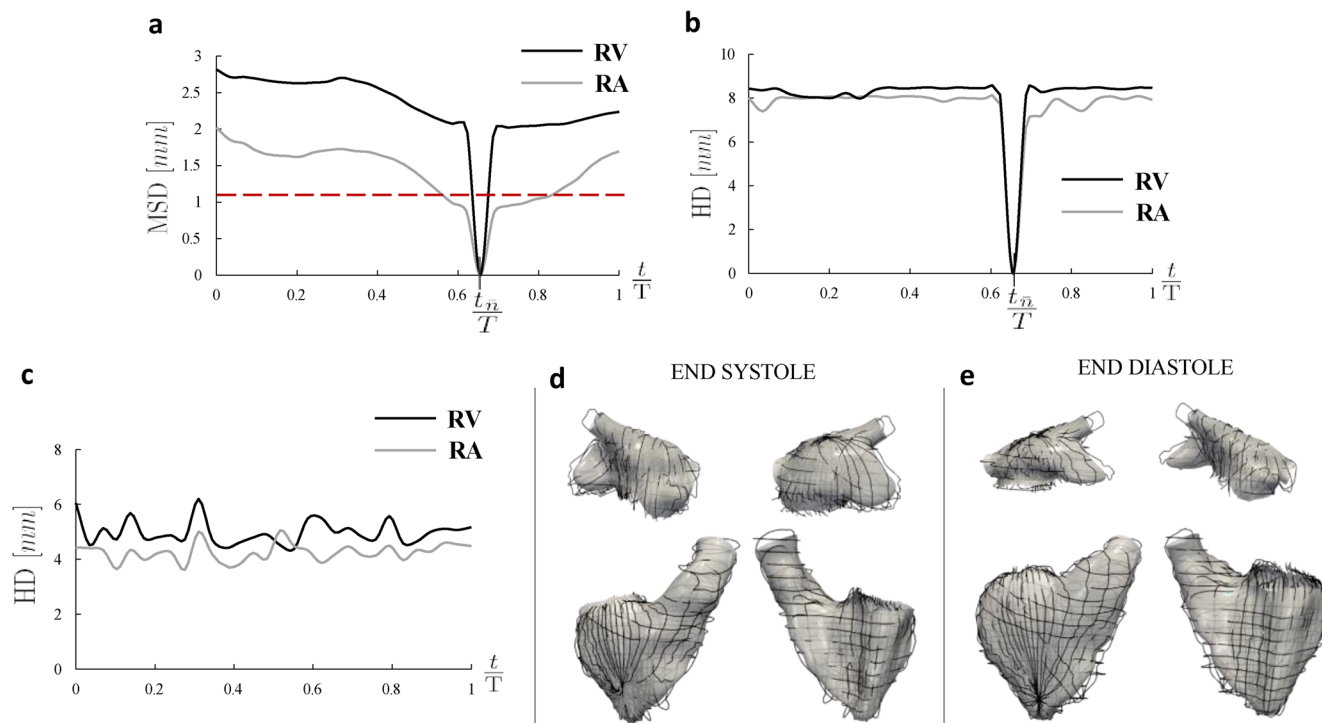 a
RV
RA
3
2.5
2
1.5
1
0.5
0
MSD [mm]
0 0.2 0.4 0.6 0.8 1
t/T
t_n̄/T
b
RV
RA
10
8
6
4
2
0
HD [mm]
0 0.2 0.4 0.6 0.8 1
t/T
t_n̄/T
c
RV
RA
8
6
4
2
0
HD [mm]
0 0.2 0.4 0.6 0.8 1
t/T
d
END SYSTOLE
e
END DIASTOLE